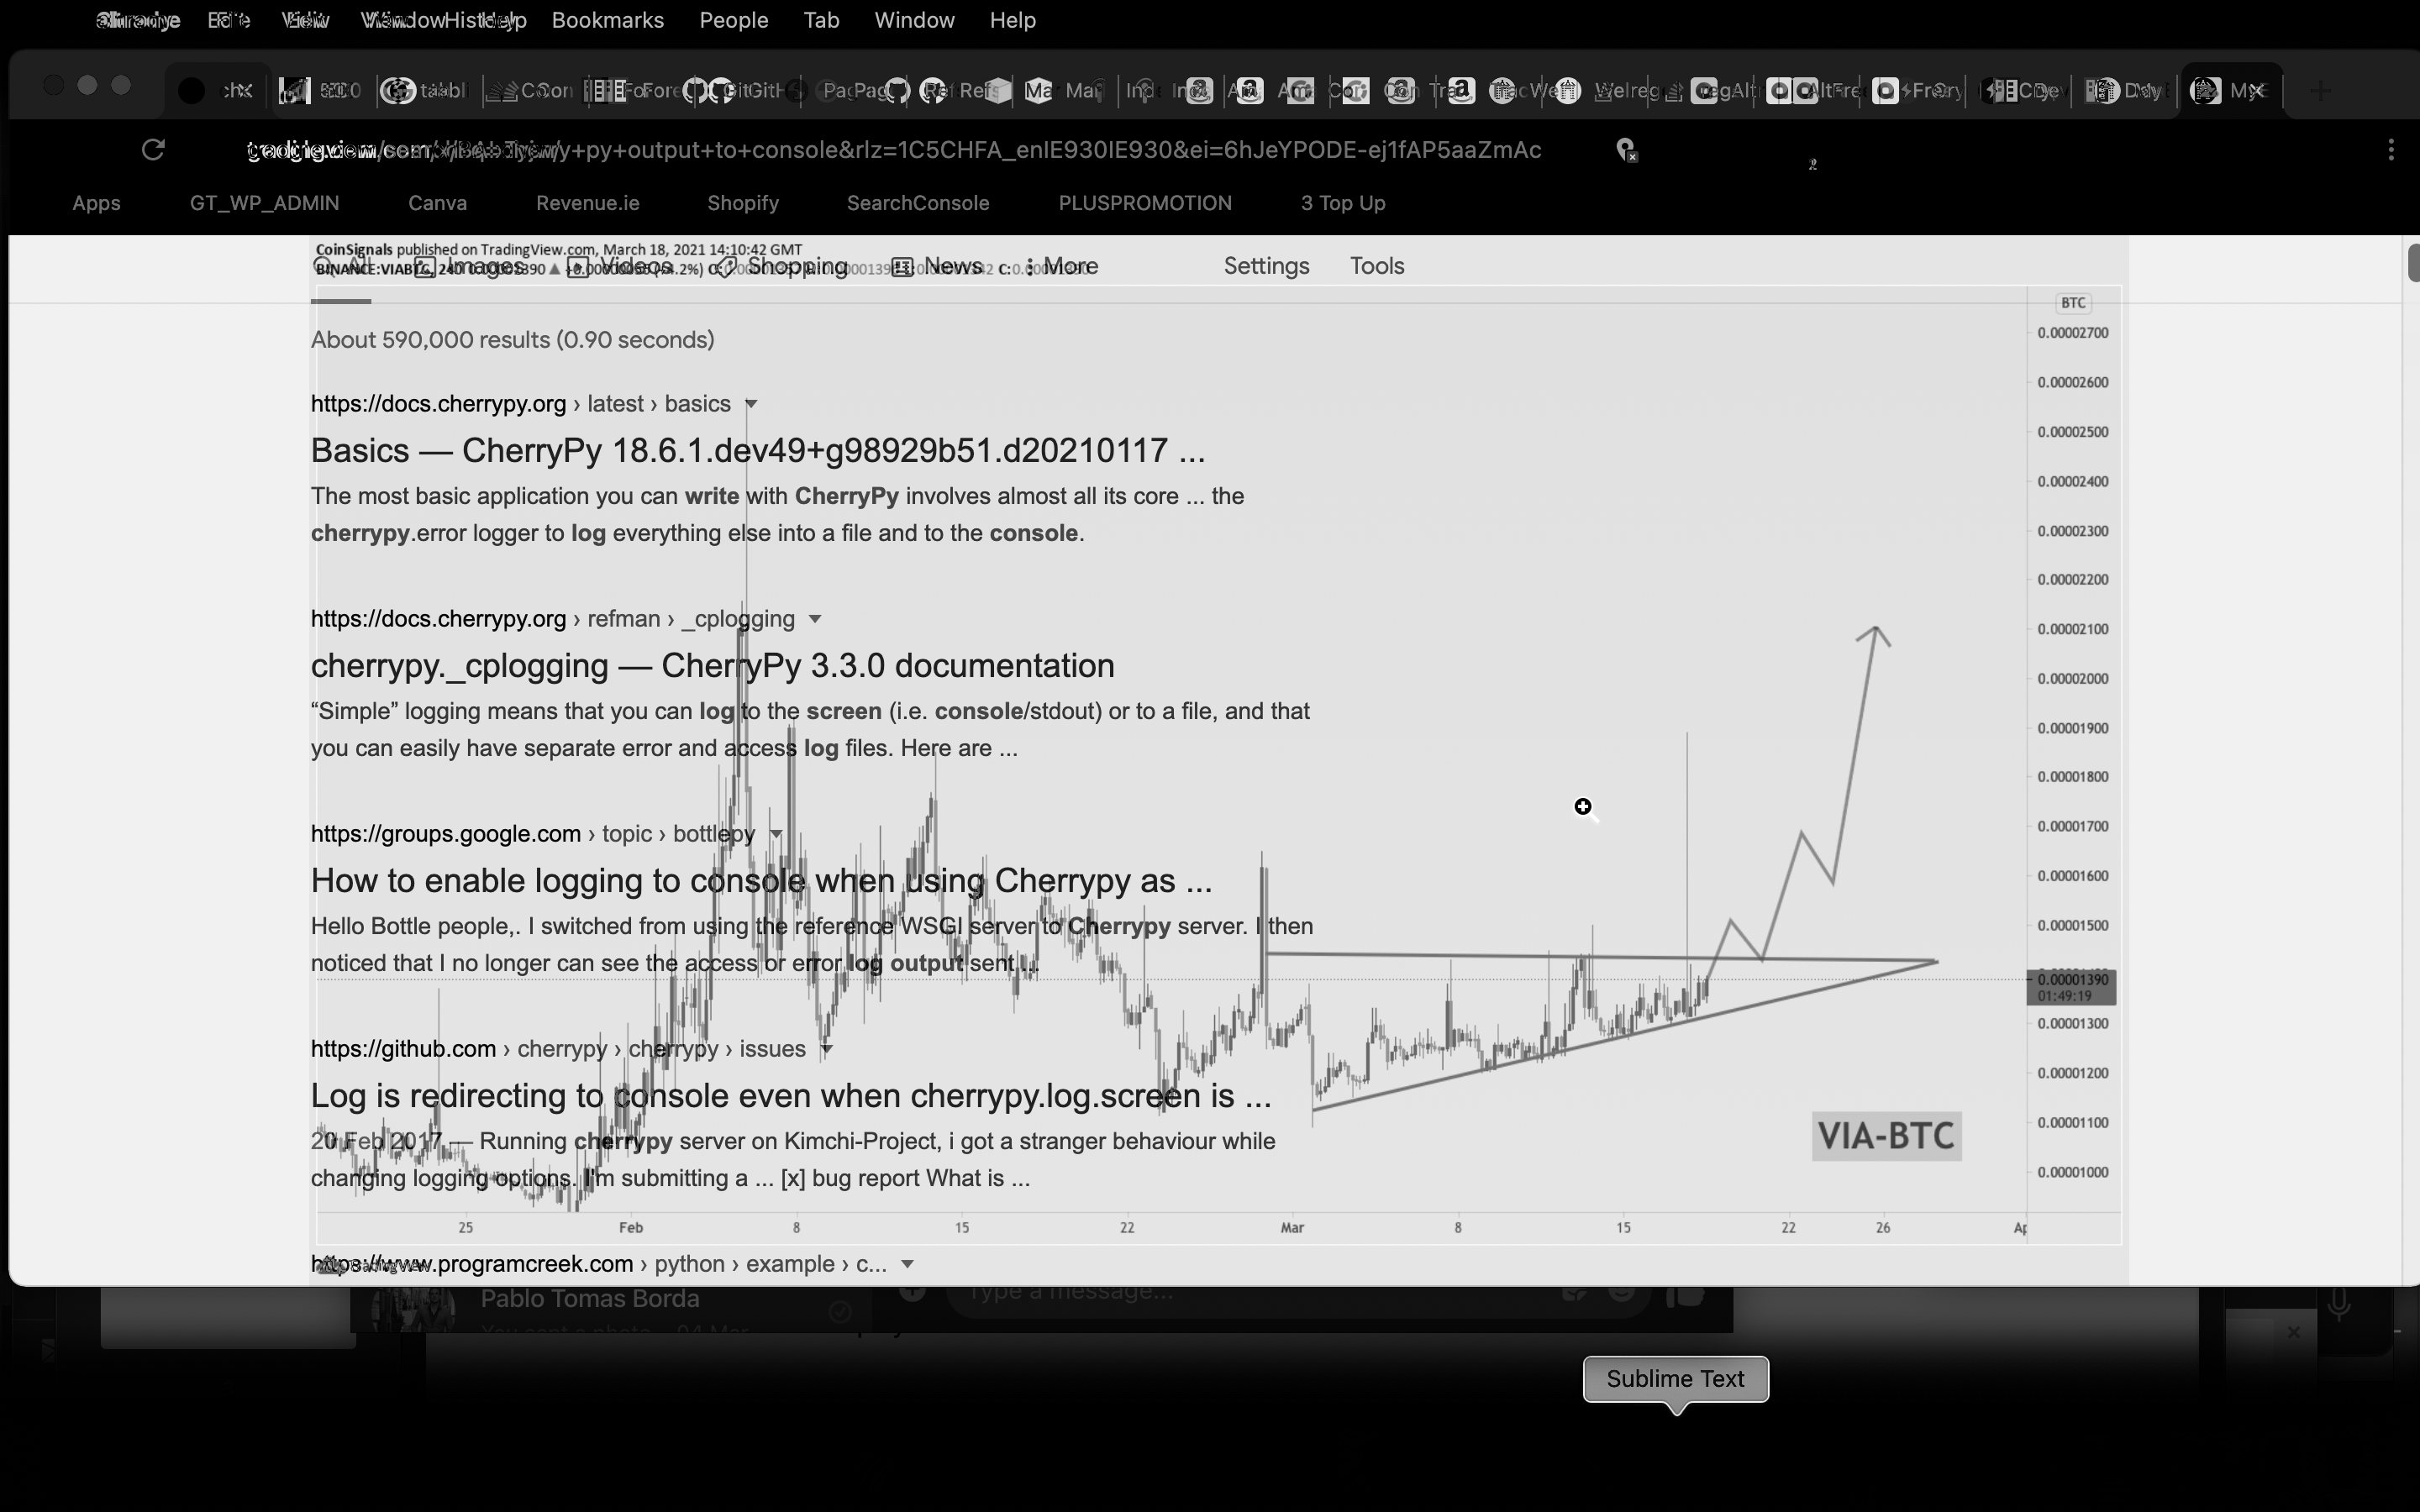 Bookmarks People Tab Window Help
py+output+to+console&rlz=1C5CHFA_enIE930IE930&ei=6hJeYPODE-ej1fAP5aaZmAc
Apps GT_WP_ADMIN Canva Revenue.ie Shopify SearchConsole PLUSPROMOTION 3 Top Up
CoinSignals published on TradingView.com, March 18, 2021 14:10:42 GMT
All Images Videos Shopping News More Settings Tools
About 590,000 results (0.90 seconds)
https://docs.cherrypy.org › latest › basics
Basics — CherryPy 18.6.1.dev49+g98929b51.d20210117 ...
The most basic application you can write with CherryPy involves almost all its core ... the
cherrypy.error logger to log everything else into a file and to the console.
https://docs.cherrypy.org › refman › _cplogging
cherrypy._cplogging — CherryPy 3.3.0 documentation
“Simple” logging means that you can log to the screen (i.e. console/stdout) or to a file, and that
you can easily have separate error and access log files. Here are ...
https://groups.google.com › topic › bottlepy
How to enable logging to console when using Cherrypy as ...
Hello Bottle people,. I switched from using the reference WSGI server to Cherrypy server. I then
noticed that I no longer can see the access or error log output sent ...
https://github.com › cherrypy › cherrypy › issues
Log is redirecting to console even when cherrypy.log.screen is ...
20 Feb 2017 — Running cherrypy server on Kimchi-Project, i got a stranger behaviour while
changing logging options. I'm submitting a ... [x] bug report What is ...
https://www.programcreek.com › python › example › c...
BTC
0.00002700
0.00002600
0.00002500
0.00002400
0.00002300
0.00002200
0.00002100
0.00002000
0.00001900
0.00001800
0.00001700
0.00001600
0.00001500
0.00001390
01:49:19
0.00001300
0.00001200
0.00001100
0.00001000
VIA-BTC
25 Feb 8 15 22 Mar 8 15 22 26
Pablo Tomas Borda
Type a message...
You sent a photo 04 Mar
Sublime Text